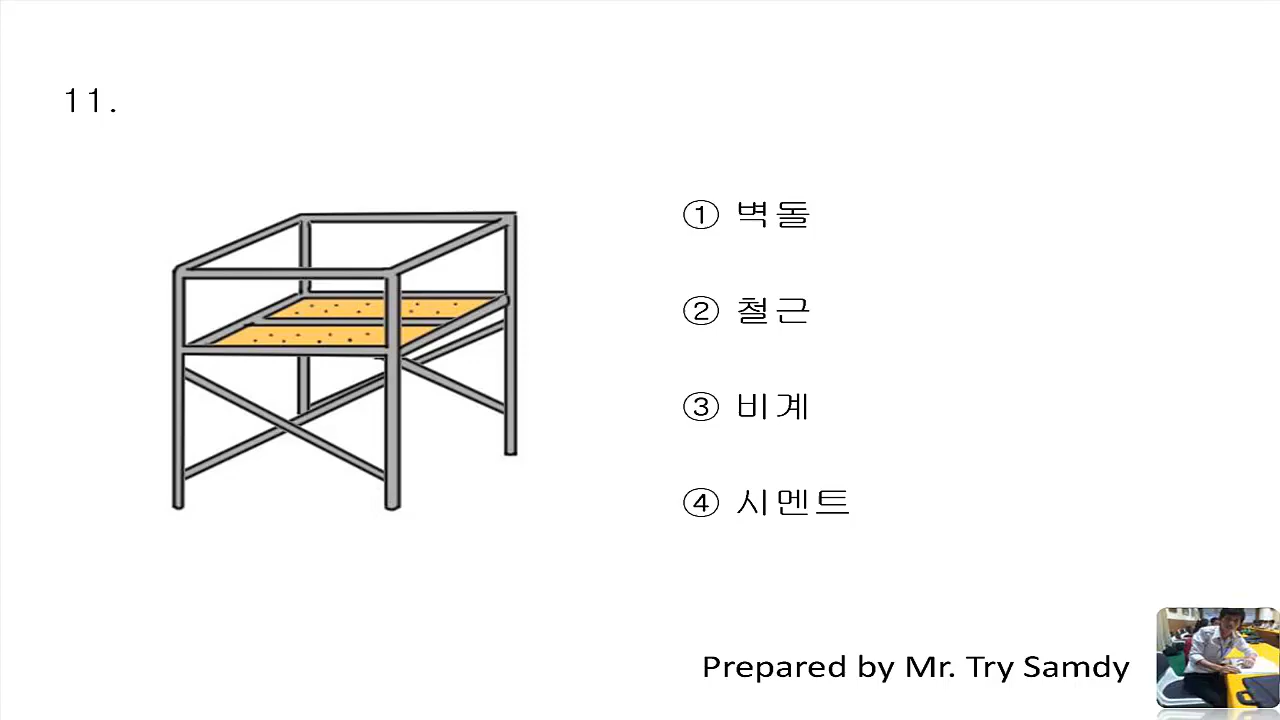 11.
① 벽돌
② 철근
③ 비계
④ 시멘트
Prepared by Mr. Try Samdy